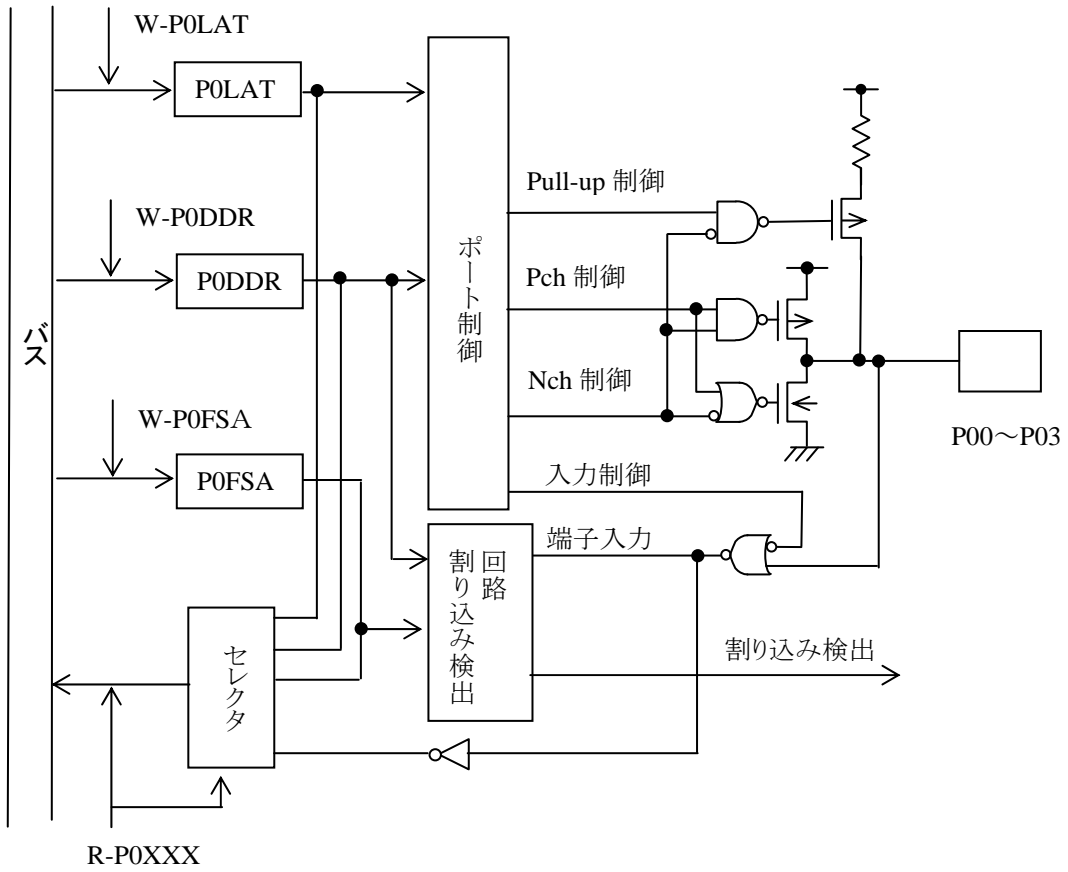 W-P0LAT
P0LAT
W-P0DDR
P0DDR
W-P0FSA
P0FSA
バス
ポート制御
Pull-up 制御
Pch 制御
Nch 制御
入力制御
端子入力
P00～P03
回路
割り込み検出
割り込み検出
セレクタ
R-P0XXX